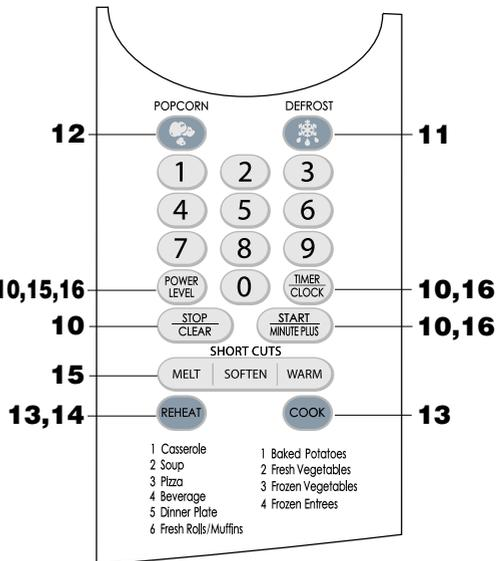 POPCORN DEFROST
12 11
1 2 3
4 5 6
7 8 9
10,15,16 POWER LEVEL 0 TIMER CLOCK 10,16
10 STOP CLEAR START MINUTE PLUS 10,16
SHORT CUTS
15 MELT SOFTEN WARM
13,14 REHEAT COOK 13
1 Casserole
2 Soup
3 Pizza
4 Beverage
5 Dinner Plate
6 Fresh Rolls/Muffins
1 Baked Potatoes
2 Fresh Vegetables
3 Frozen Vegetables
4 Frozen Entrees